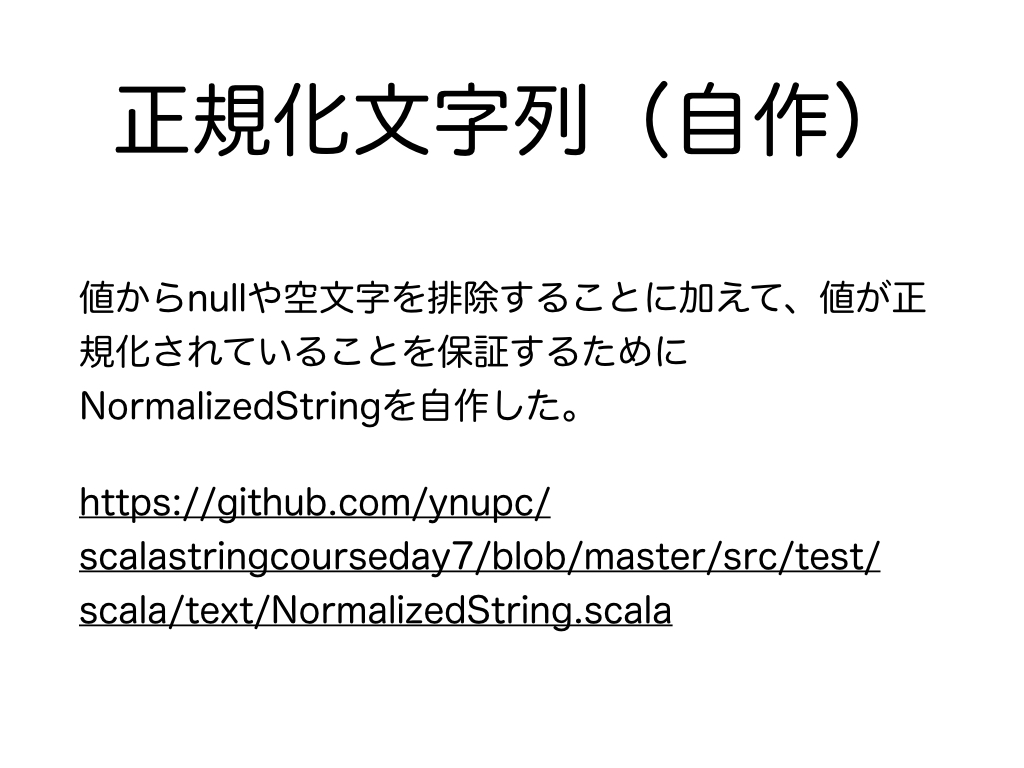 正規化文字列（自作）
値からnullや空文字を排除することに加えて、値が正
規化されていることを保証するために
NormalizedStringを自作した。
https://github.com/ynupc/
scalastringcourseday7/blob/master/src/test/
scala/text/NormalizedString.scala